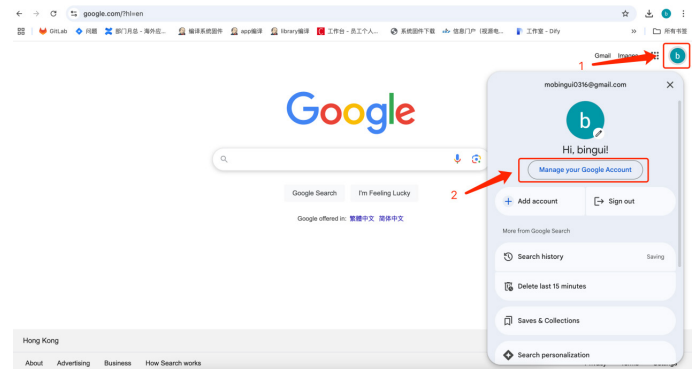 google.com/?hl=en
GitLab 问题 部门月总 - 海外应... 编译系统固件 app编译 library编译 工作台 - 员工个人... 系统固件下载 信息门户 (视源电... 工作室 - Dify » 所有书签
Gmail Images b
1
mobingui0316@gmail.com
b
Google
Hi, bingui!
Manage your Google Account
2
Google Search I'm Feeling Lucky
Add account Sign out
Google offered in: 繁體中文 简体中文
More from Google Search
Search history Saving
Delete last 15 minutes
Saves & Collections
Hong Kong
Search personalization
About Advertising Business How Search works